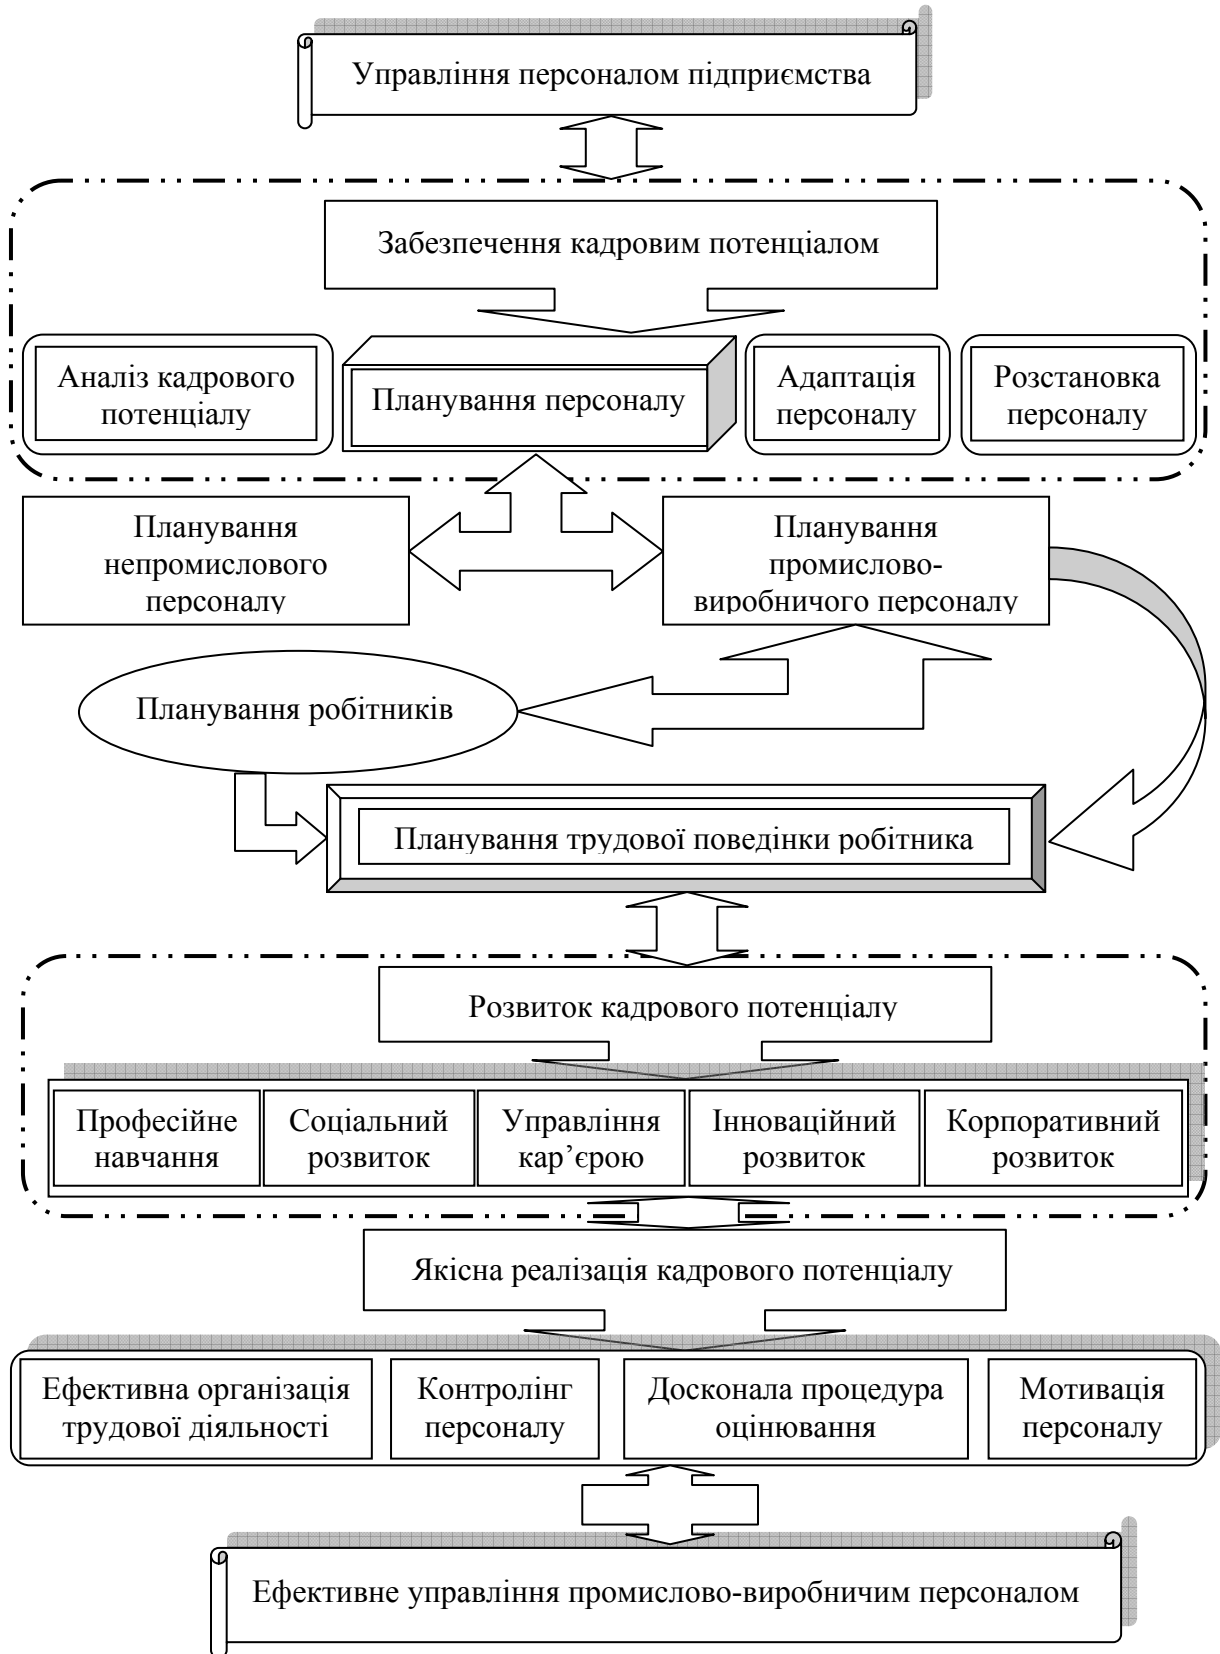 Управління персоналом підприємства
Забезпечення кадровим потенціалом
Аналіз кадрового
потенціалу
Планування персоналу
Адаптація
персоналу
Розстановка
персоналу
Планування
непромислового
персоналу
Планування
промислово-
виробничого персоналу
Планування робітників
Планування трудової поведінки робітника
Розвиток кадрового потенціалу
Професійне
навчання
Соціальний
розвиток
Управління
кар’єрою
Інноваційний
розвиток
Корпоративний
розвиток
Якісна реалізація кадрового потенціалу
Ефективна організація
трудової діяльності
Контролінг
персоналу
Досконала процедура
оцінювання
Мотивація
персоналу
Ефективне управління промислово-виробничим персоналом